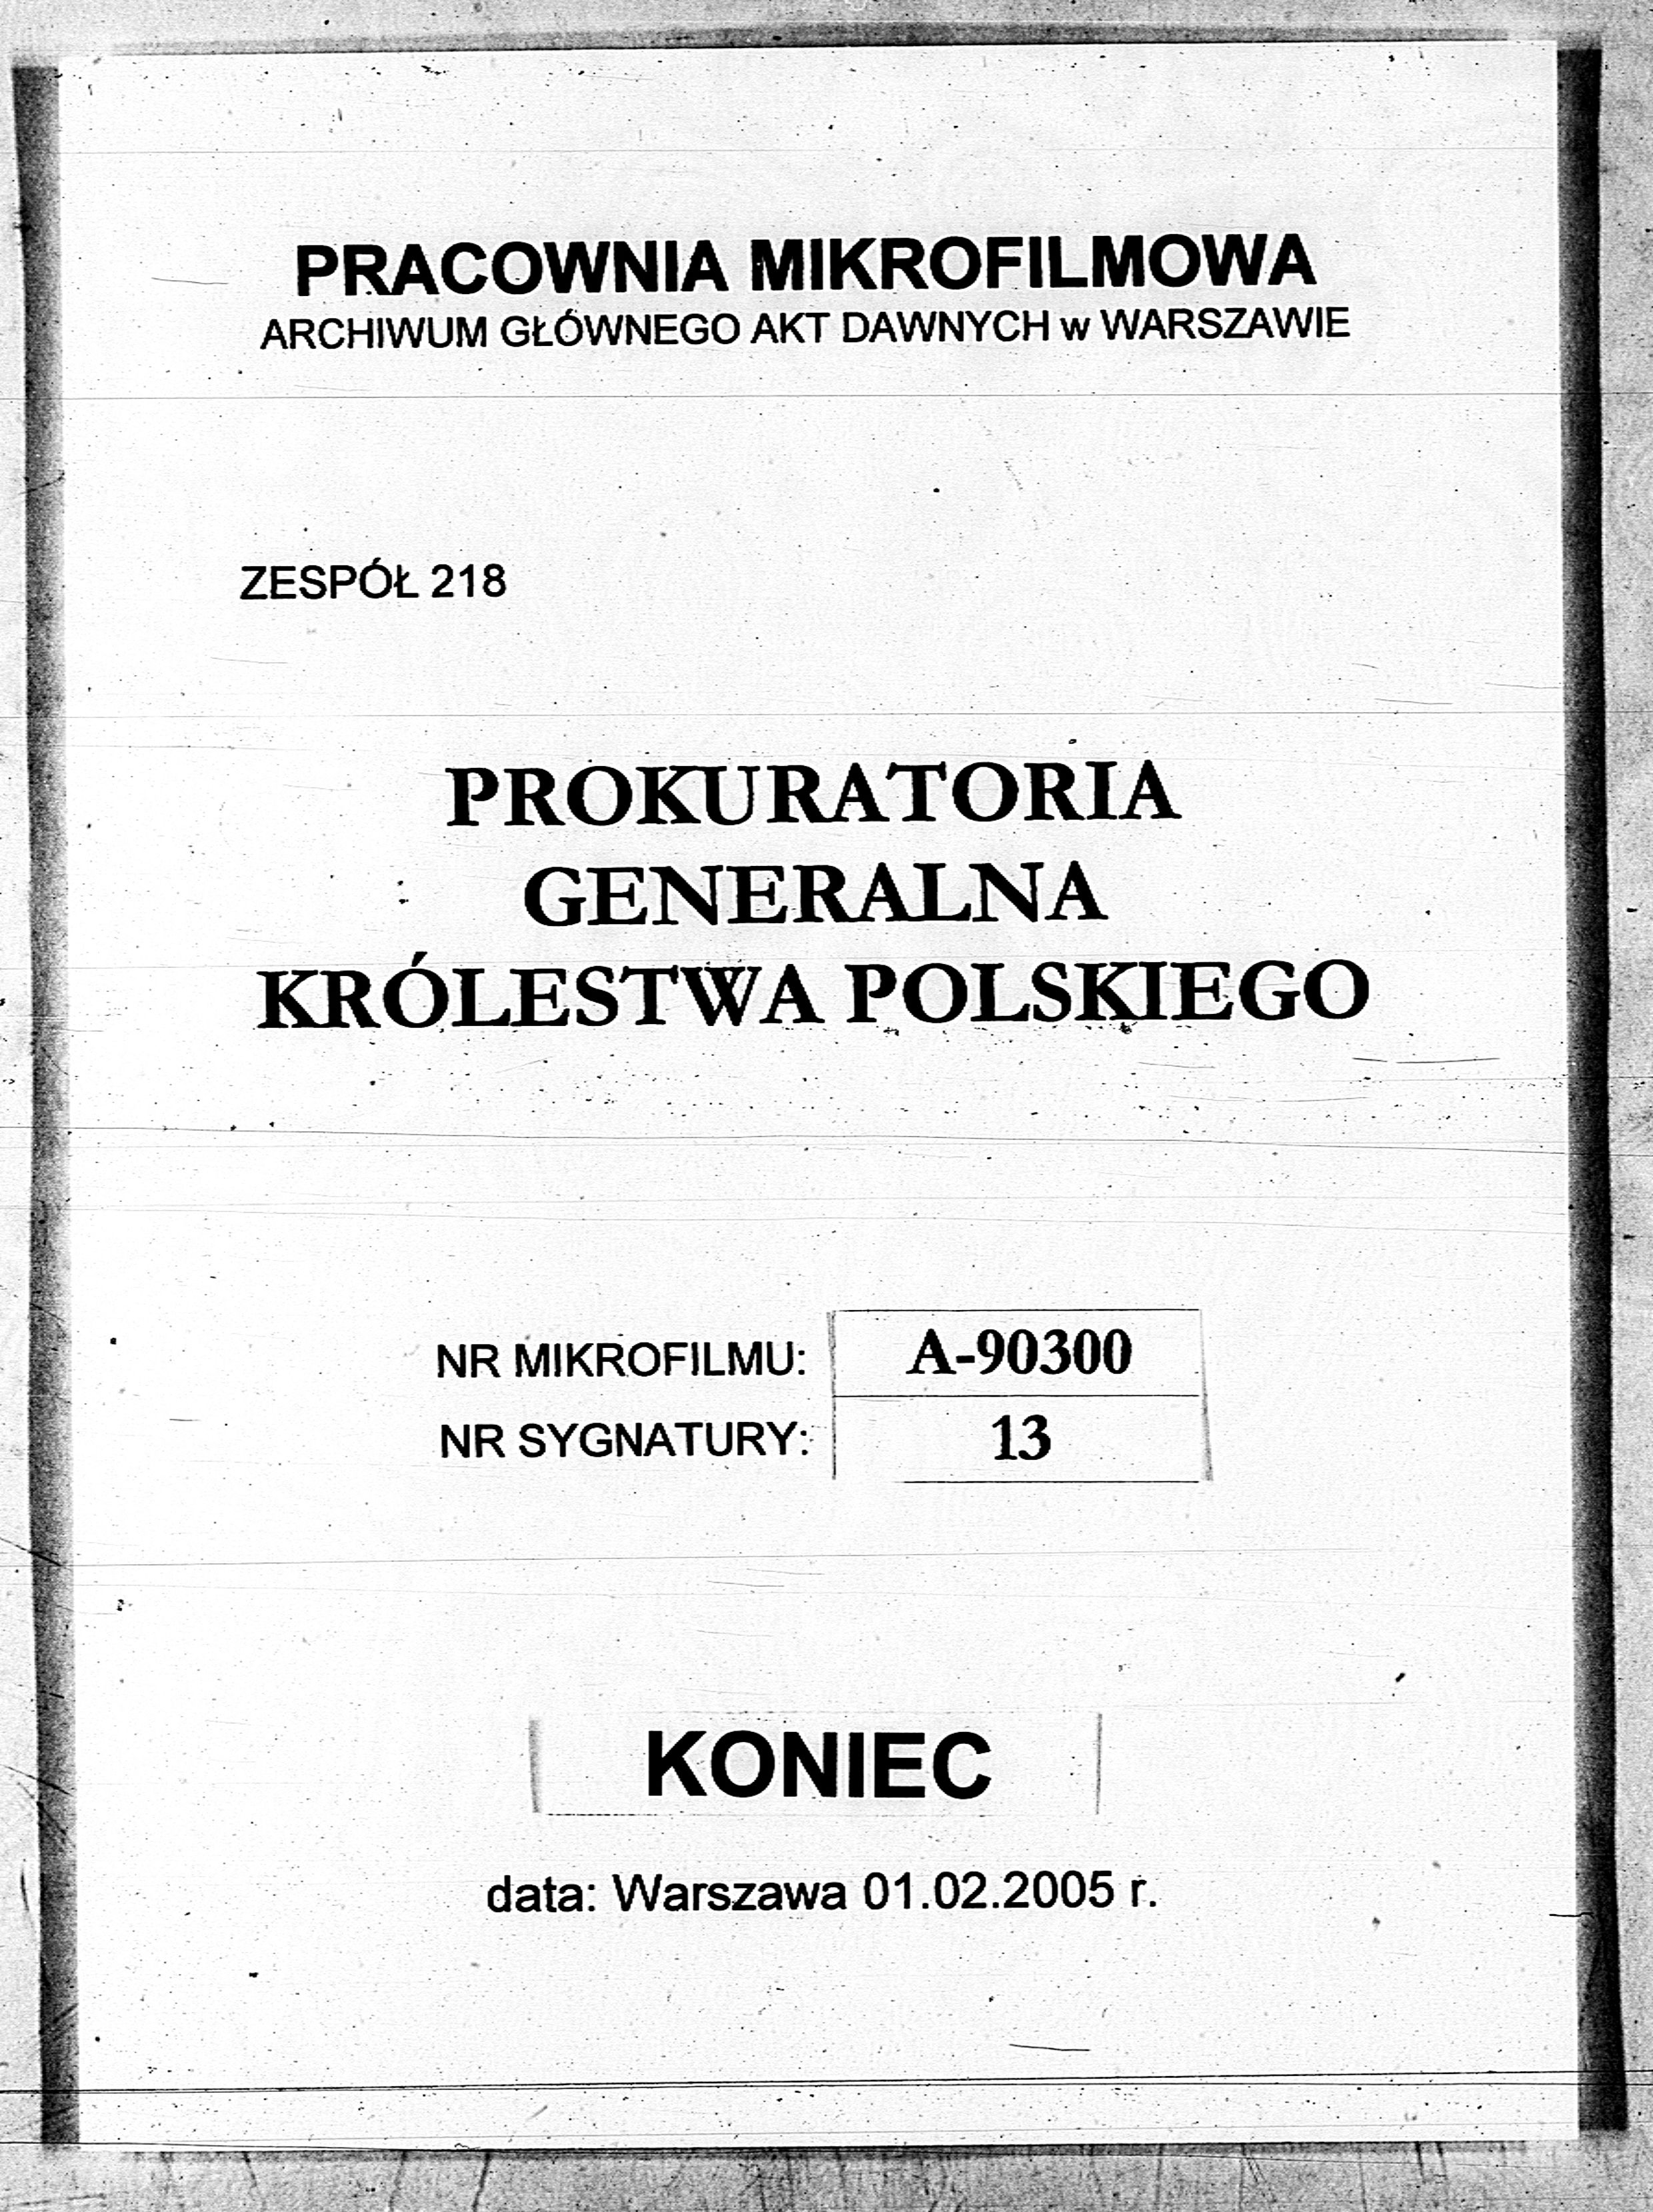 PRACOWNIA MIKROFILMOWA
ARCHIWUM GŁÓWNEGO AKT DAWNYCH w WARSZAWIE
ZESPÓŁ 218
PROKURATORIA
GENERALNA
KRÓLESTWA POLSKIEGO
NR MIKROFILMU: A-90300
NR SYGNATURY: 13
KONIEC
data: Warszawa 01.02.2005 r.